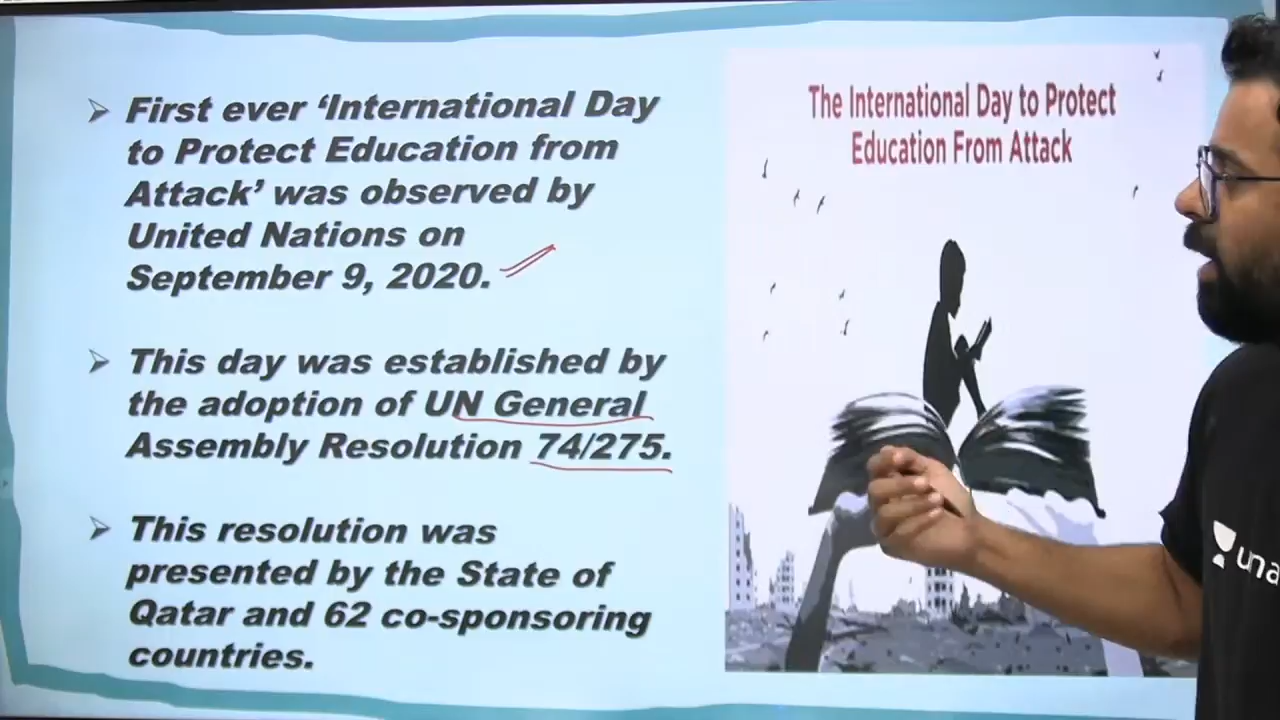 First ever ‘International Day
to Protect Education from
Attack’ was observed by
United Nations on
September 9, 2020.
This day was established by
the adoption of UN General
Assembly Resolution 74/275.
This resolution was
presented by the State of
Qatar and 62 co-sponsoring
countries.
The International Day to Protect
Education From Attack
una